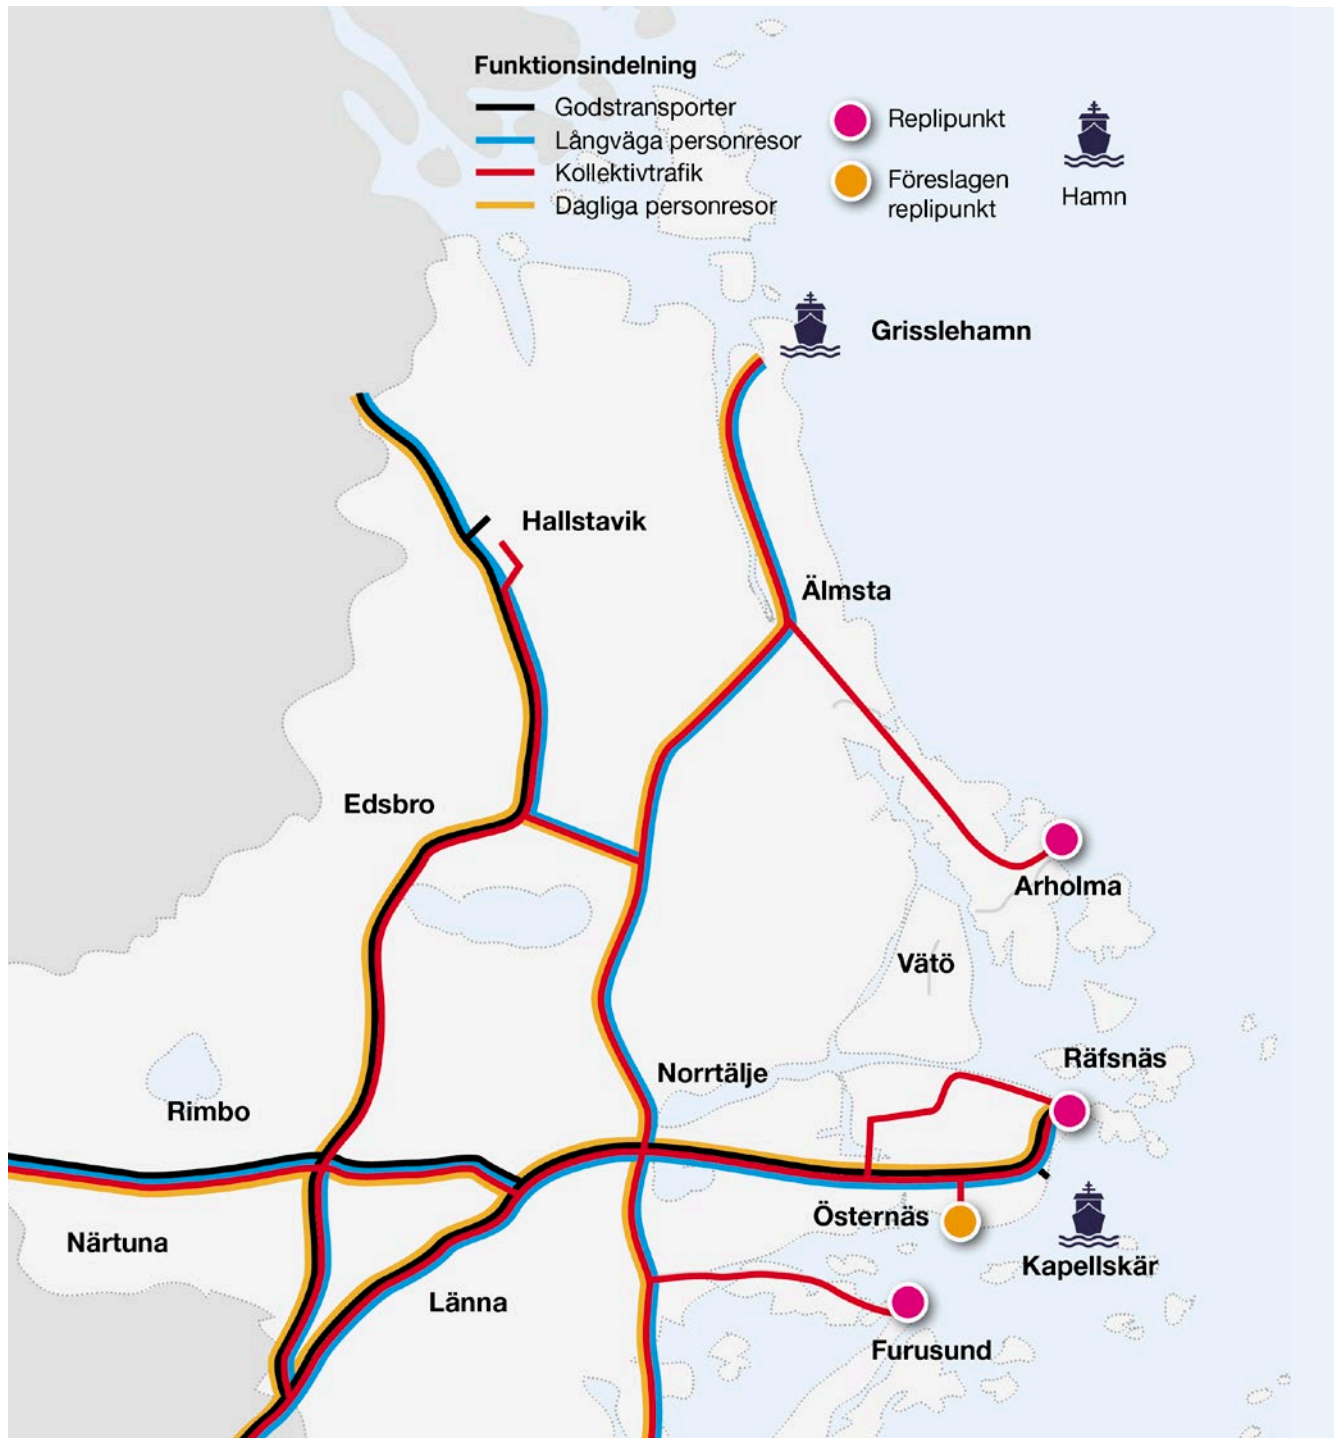 Funktionsindelning
Godstransporter
Långväga personresor
Kollektivtrafik
Dagliga personresor
Replipunkt
Föreslagen
replipunkt
Hamn
Grisslehamn
Hallstavik
Älmsta
Edsbro
Arholma
Vätö
Räfsnäs
Norrtälje
Rimbo
Östernäs
Närtuna
Kapellskär
Länna
Furusund